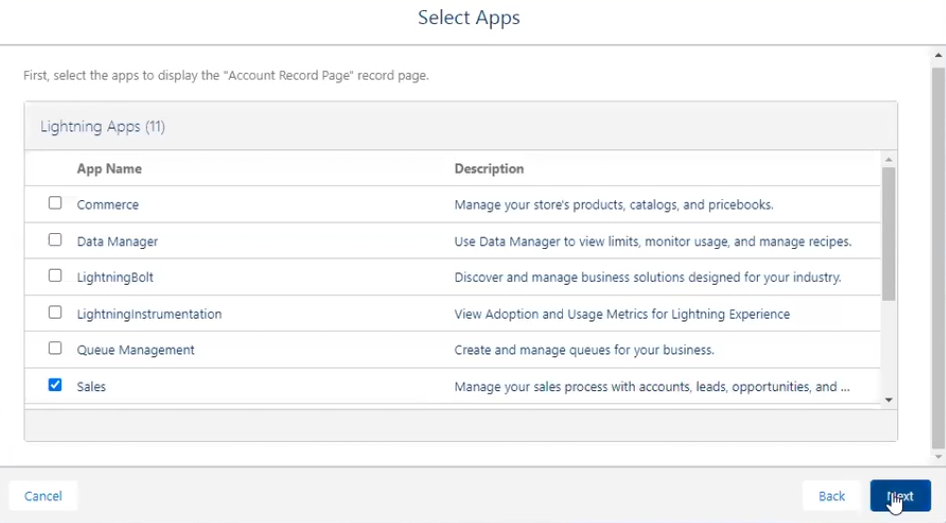 Select Apps
First, select the apps to display the "Account Record Page" record page.
Lightning Apps (11)
App Name Description
Commerce Manage your store's products, catalogs, and pricebooks.
Data Manager Use Data Manager to view limits, monitor usage, and manage recipes.
LightningBolt Discover and manage business solutions designed for your industry.
LightningInstrumentation View Adoption and Usage Metrics for Lightning Experience
Queue Management Create and manage queues for your business.
Sales Manage your sales process with accounts, leads, opportunities, and ...
Cancel Back Next